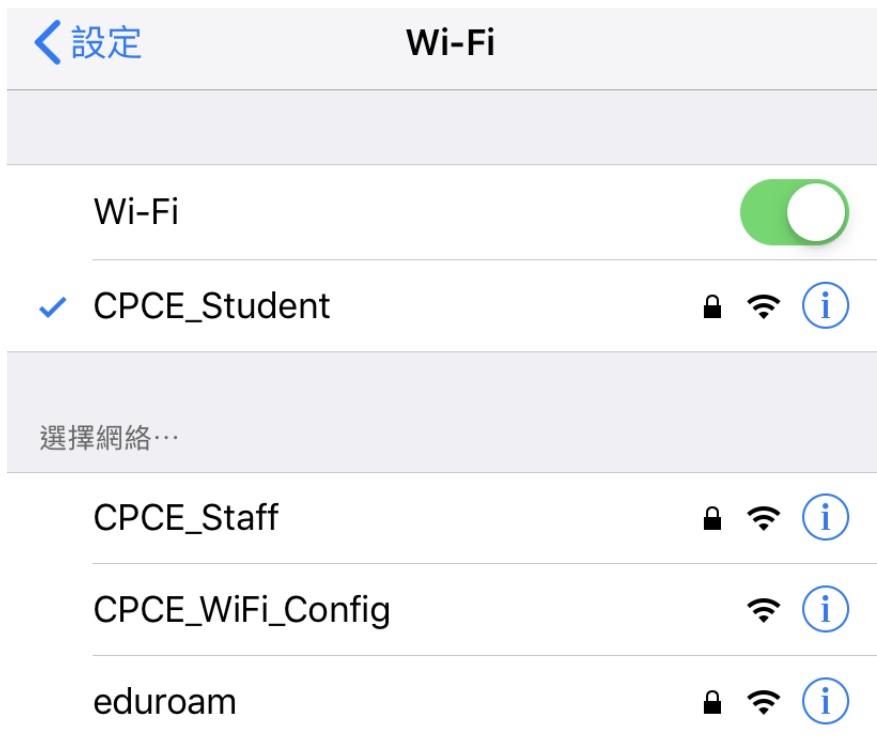 設定 Wi-Fi
Wi-Fi
CPCE_Student
選擇網絡⋯
CPCE_Staff
CPCE_WiFi_Config
eduroam